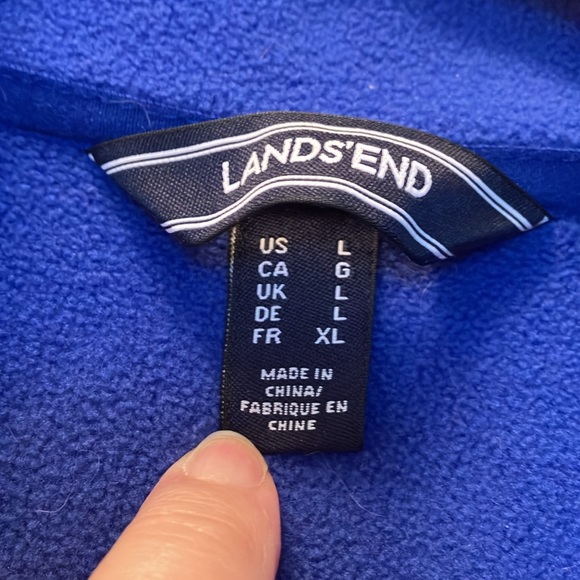 LANDS'END
US L
CA G
UK L
DE L
FR XL
MADE IN
CHINA/
FABRIQUE EN
CHINE